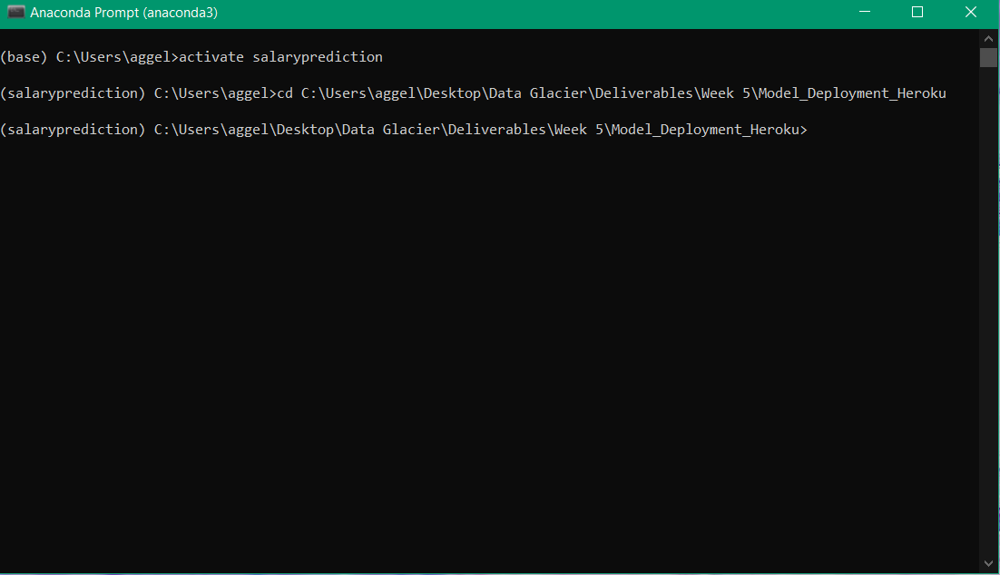 Anaconda Prompt (anaconda3)
(base) C:\Users\aggel>activate salaryprediction
(salaryprediction) C:\Users\aggel>cd C:\Users\aggel\Desktop\Data Glacier\Deliverables\Week 5\Model_Deployment_Heroku
(salaryprediction) C:\Users\aggel\Desktop\Data Glacier\Deliverables\Week 5\Model_Deployment_Heroku>